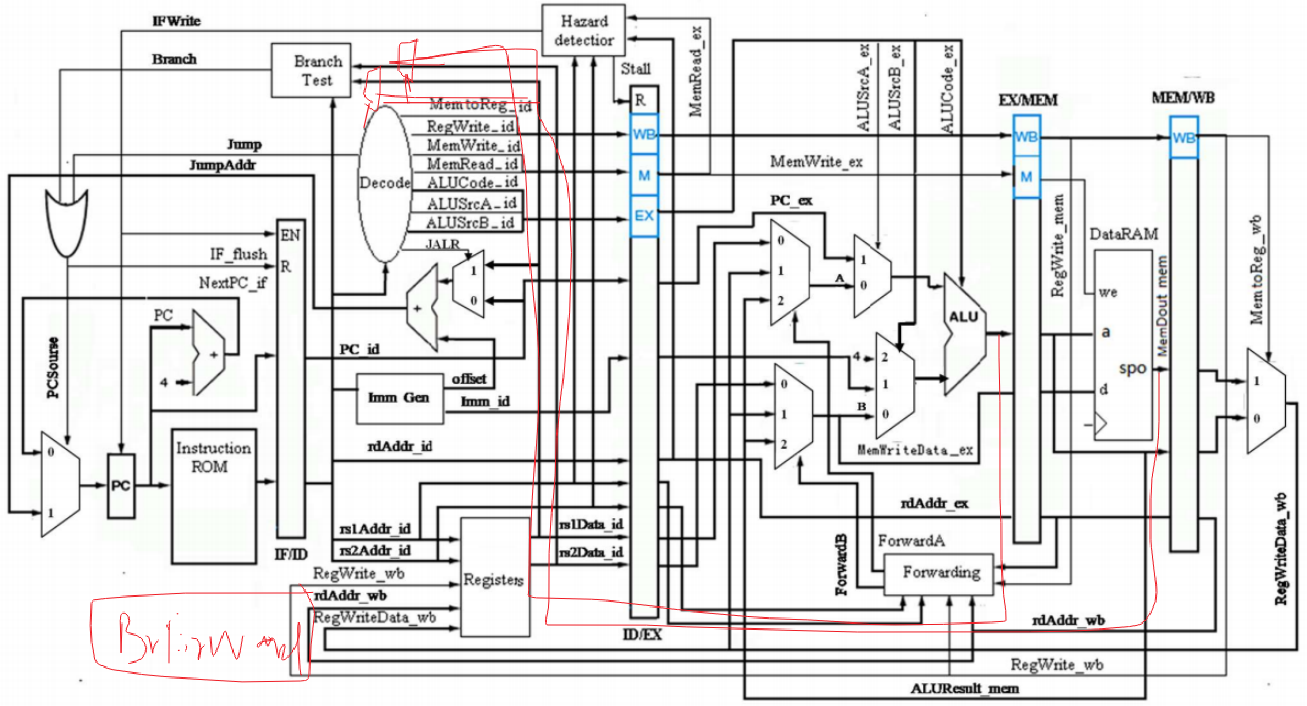 IFWrite
Hazard
detection
Branch
Branch
Test
Stall
MemRead_ex
ALUSrcA_ex
ALUSrcB_ex
ALUCode_ex
EX/MEM
MEM/WB
R
WB
M
EX
WB
M
WB
MemtoReg_id
RegWrite_id
MemWrite_id
MemRead_id
ALUCode_id
ALUSrcA_id
ALUSrcB_id
Decode
JALR
Jump
JumpAddr
MemWrite_ex
PC_ex
RegWrite_mem
DataRAM
MemDout_mem
MemtoReg_wb
EN
R
IF_flush
NextPC_if
PC
4
+
PCSourse
1
0
+
0
1
2
A
1
0
ALU
we
a
spo
d
PC_id
offset
Imm Gen
Imm_id
4
2
1
0
0
1
2
B
MemWriteData_ex
1
0
0
1
PC
Instruction
ROM
IF/ID
rdAddr_id
rs1Addr_id
rs2Addr_id
RegWrite_wb
rdAddr_wb
RegWriteData_wb
Registers
rs1Data_id
rs2Data_id
ID/EX
rdAddr_ex
ForwardA
ForwardB
Forwarding
rdAddr_wb
RegWrite_wb
RegWriteData_wb
ALUResult_mem